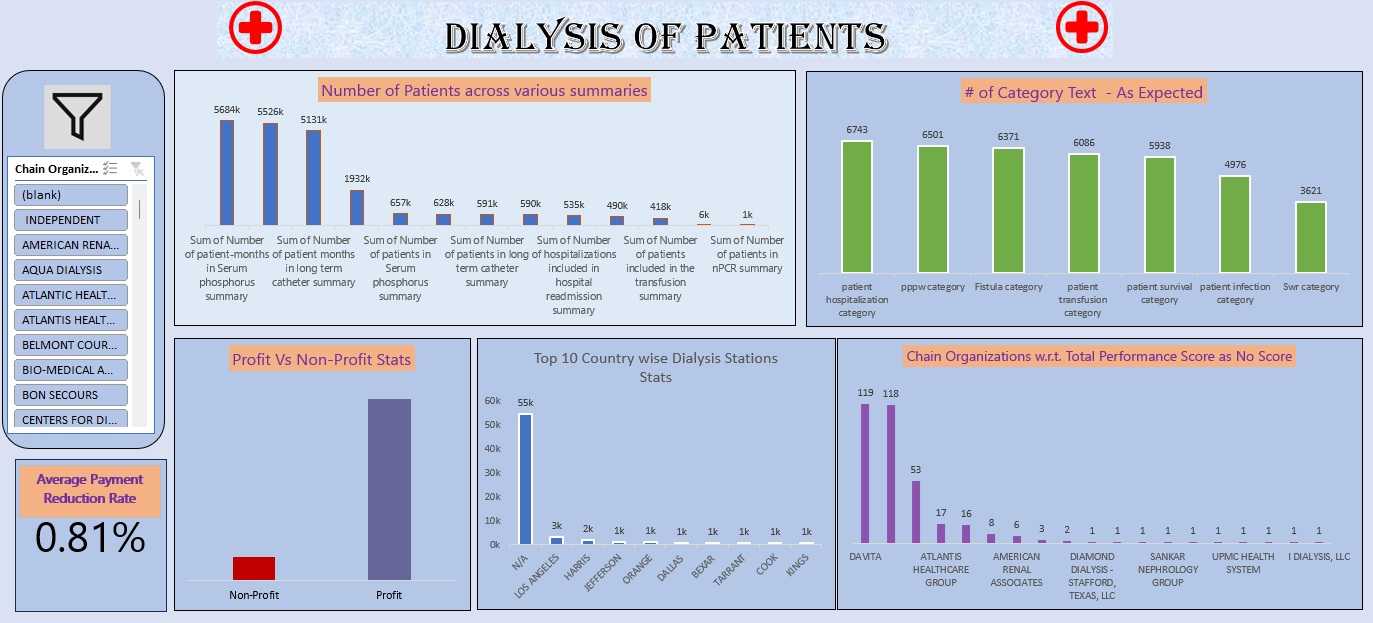 DIALYSIS OF PATIENTS
Chain Organiz...
(blank)
INDEPENDENT
AMERICAN RENA...
AQUA DIALYSIS
ATLANTIC HEALT...
ATLANTIS HEALT...
BELMONT COUR...
BIO-MEDICAL A...
BON SECOURS
CENTERS FOR DI...
Average Payment
Reduction Rate
0.81%
Number of Patients across various summaries
5684k
5526k
5131k
1932k
657k
628k
591k
590k
535k
490k
418k
6k
1k
Sum of Number
of patient-months
in Serum
phosphorus
summary
Sum of Number
of patient months
in long term
catheter summary
Sum of Number
of patients in
Serum
phosphorus
summary
Sum of Number
of patients in long
term catheter
summary
Sum of Number
of hospitalizations
included in
hospital
readmission
summary
Sum of Number
of patients
included in the
transfusion
summary
Sum of Number
of patients in
nPCR summary
# of Category Text - As Expected
6743
6501
6371
6086
5938
4976
3621
patient
hospitalization
category
pppw category
Fistula category
patient
transfusion
category
patient survival
category
patient infection
category
Swr category
Profit Vs Non-Profit Stats
Non-Profit
Profit
Top 10 Country wise Dialysis Stations
Stats
60k
50k
40k
30k
20k
10k
0k
55k
3k
2k
1k
1k
1k
1k
1k
1k
1k
N/A
LOS ANGELES
HARRIS
JEFFERSON
ORANGE
DALLAS
BEXAR
TARRANT
COOK
KINGS
Chain Organizations w.r.t. Total Performance Score as No Score
119
118
53
17
16
8
6
3
2
1
1
1
1
1
1
1
1
1
1
DAVITA
ATLANTIS
HEALTHCARE
GROUP
AMERICAN
RENAL
ASSOCIATES
DIAMOND
DIALYSIS -
STAFFORD,
TEXAS, LLC
SANKAR
NEPHROLOGY
GROUP
UPMC HEALTH
SYSTEM
I DIALYSIS, LLC